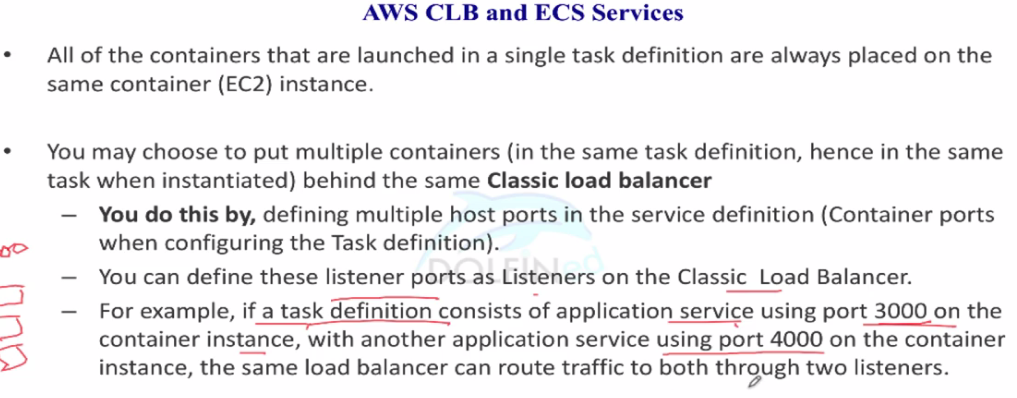 AWS CLB and ECS Services
• All of the containers that are launched in a single task definition are always placed on the
same container (EC2) instance.
• You may choose to put multiple containers (in the same task definition, hence in the same
task when instantiated) behind the same Classic load balancer
– You do this by, defining multiple host ports in the service definition (Container ports
when configuring the Task definition).
DOLFINed
– You can define these listener ports as Listeners on the Classic Load Balancer.
– For example, if a task definition consists of application service using port 3000 on the
container instance, with another application service using port 4000 on the container
instance, the same load balancer can route traffic to both through two listeners.